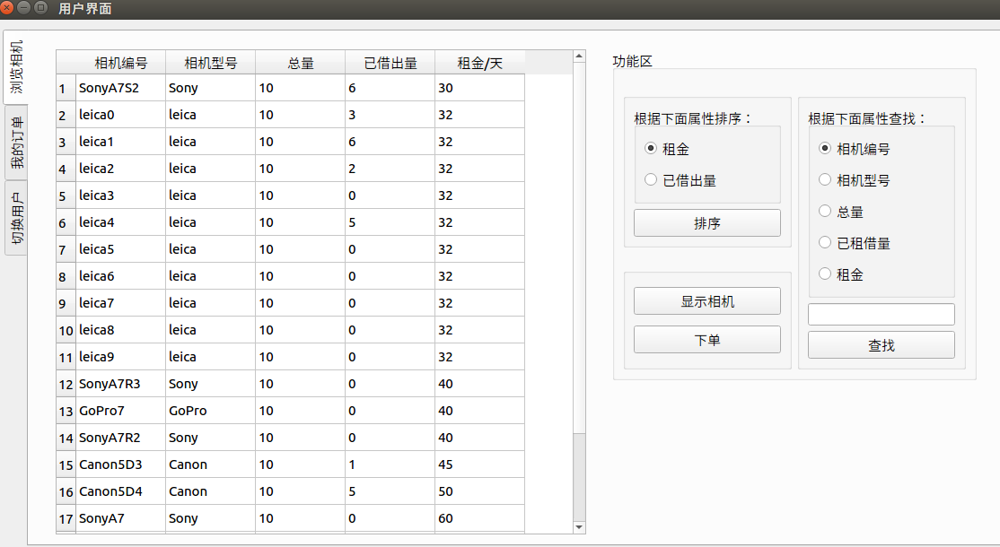 用户界面
浏览相机
我的订单
切换用户
相机编号 相机型号 总量 已借出量 租金/天
1 SonyA7S2 Sony 10 6 30
2 leica0 leica 10 3 32
3 leica1 leica 10 6 32
4 leica2 leica 10 2 32
5 leica3 leica 10 0 32
6 leica4 leica 10 5 32
7 leica5 leica 10 0 32
8 leica6 leica 10 0 32
9 leica7 leica 10 0 32
10 leica8 leica 10 0 32
11 leica9 leica 10 0 32
12 SonyA7R3 Sony 10 0 40
13 GoPro7 GoPro 10 0 40
14 SonyA7R2 Sony 10 0 40
15 Canon5D3 Canon 10 1 45
16 Canon5D4 Canon 10 5 50
17 SonyA7 Sony 10 0 60
功能区
根据下面属性排序：
租金
已借出量
排序
显示相机
下单
根据下面属性查找：
相机编号
相机型号
总量
已租借量
租金
查找